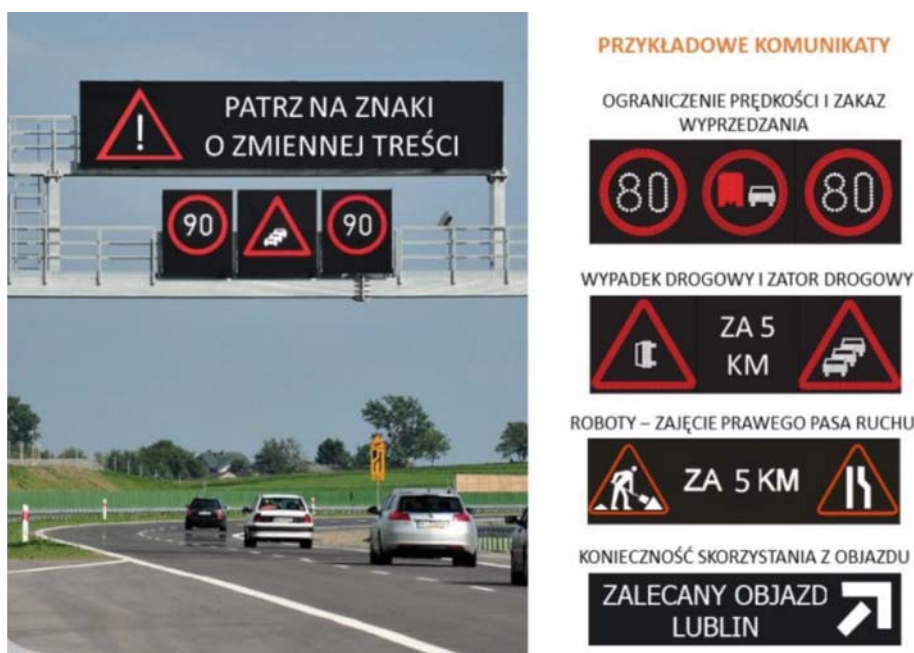 PATRZ NA ZNAKI
O ZMIENNEJ TREŚCI
90
90
PRZYKŁADOWE KOMUNIKATY
OGRANICZENIE PRĘDKOŚCI I ZAKAZ
WYPRZEDZANIA
80
80
WYPADEK DROGOWY I ZATOR DROGOWY
ZA 5
KM
ROBOTY – ZAJĘCIE PRAWEGO PASA RUCHU
ZA 5 KM
KONIECZNOŚĆ SKORZYSTANIA Z OBJAZDU
ZALECANY OBJAZD
LUBLIN